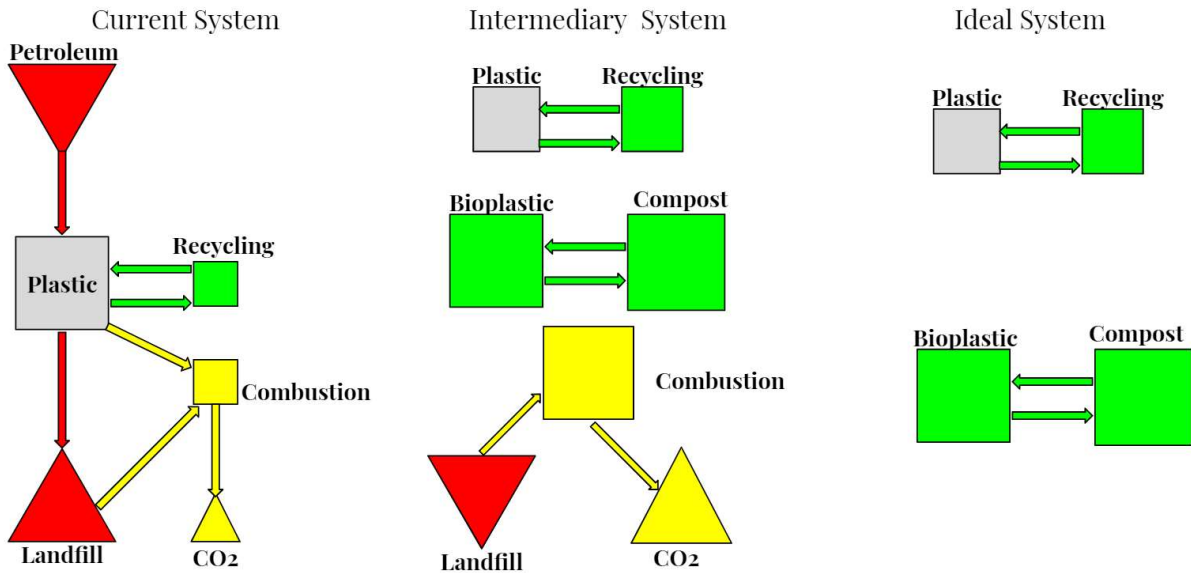 Current System
Petroleum
Plastic
Recycling
Combustion
Landfill
CO2
Intermediary System
Plastic
Recycling
Bioplastic
Compost
Combustion
Landfill
CO2
Ideal System
Plastic
Recycling
Bioplastic
Compost